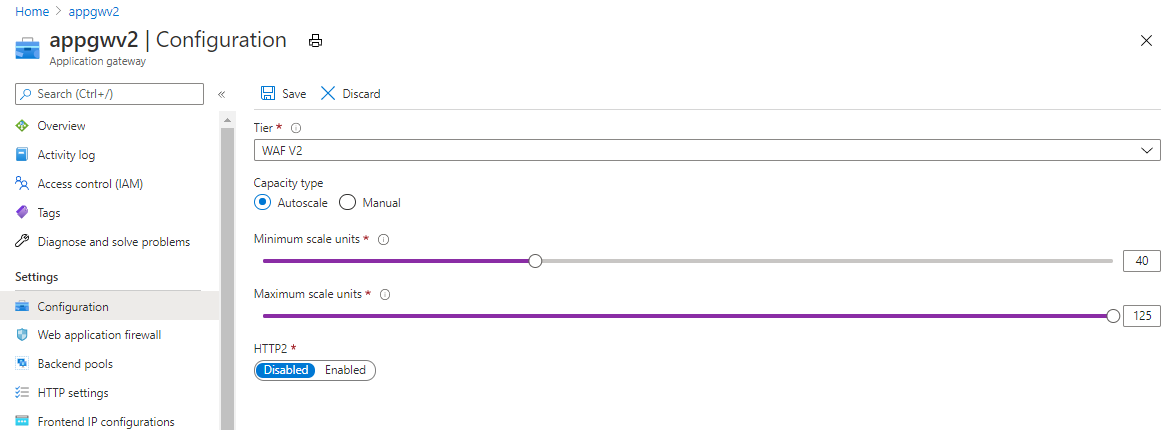 Home > appgwv2
appgwv2 | Configuration
Application gateway
Search (Ctrl+/)
«
Overview
Activity log
Access control (IAM)
Tags
Diagnose and solve problems
Settings
Configuration
Web application firewall
Backend pools
HTTP settings
Frontend IP configurations
Save Discard
Tier *
WAF V2
Capacity type
Autoscale Manual
Minimum scale units *
40
Maximum scale units *
125
HTTP2 *
Disabled Enabled